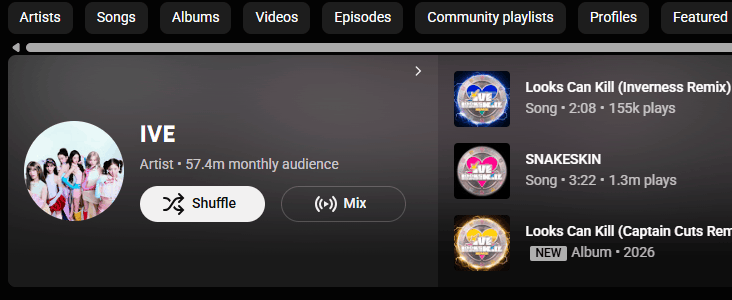 Artists Songs Albums Videos Episodes Community playlists Profiles Featured
IVE
Artist • 57.4m monthly audience
Shuffle Mix
Looks Can Kill (Inverness Remix)
Song • 2:08 • 155k plays
SNAKESKIN
Song • 3:22 • 1.3m plays
Looks Can Kill (Captain Cuts Rem
NEW Album • 2026